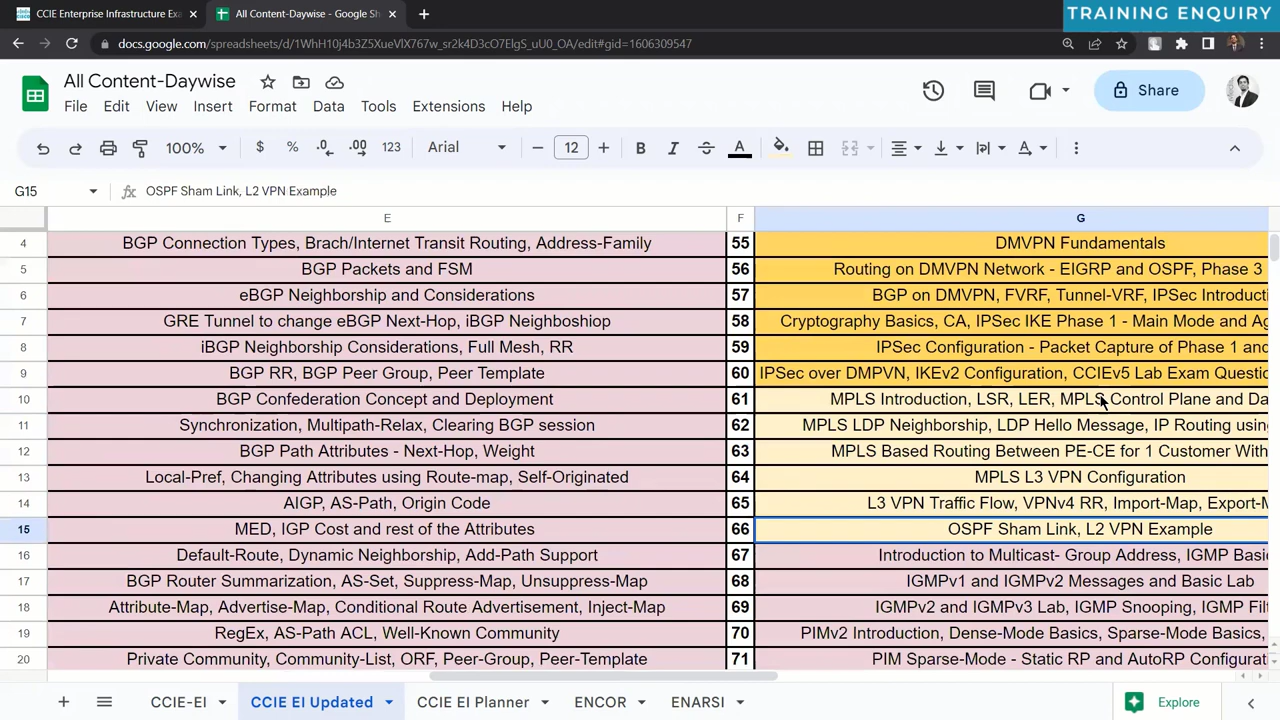 CCIE Enterprise Infrastructure Exa
All Content-Daywise - Google Sh
TRAINING ENQUIRY
docs.google.com/spreadsheets/d/1WhH10j4b3Z5XueVlX767w_sr2k4D3cO7ElgS_uU0_OA/edit#gid=1606309547
All Content-Daywise
File Edit View Insert Format Data Tools Extensions Help
Share
100% $ % .0 .00 123 Arial 12 B I S A
G15 fx OSPF Sham Link, L2 VPN Example
E F G
4 BGP Connection Types, Brach/Internet Transit Routing, Address-Family 55 DMVPN Fundamentals
5 BGP Packets and FSM 56 Routing on DMVPN Network - EIGRP and OSPF, Phase 3
6 eBGP Neighborship and Considerations 57 BGP on DMVPN, FVRF, Tunnel-VRF, IPSec Introducti
7 GRE Tunnel to change eBGP Next-Hop, iBGP Neighboshiop 58 Cryptography Basics, CA, IPSec IKE Phase 1 - Main Mode and Ag
8 iBGP Neighborship Considerations, Full Mesh, RR 59 IPSec Configuration - Packet Capture of Phase 1 and
9 BGP RR, BGP Peer Group, Peer Template 60 IPSec over DMPVN, IKEv2 Configuration, CCIEv5 Lab Exam Questic
10 BGP Confederation Concept and Deployment 61 MPLS Introduction, LSR, LER, MPLS Control Plane and Da
11 Synchronization, Multipath-Relax, Clearing BGP session 62 MPLS LDP Neighborship, LDP Hello Message, IP Routing using
12 BGP Path Attributes - Next-Hop, Weight 63 MPLS Based Routing Between PE-CE for 1 Customer With
13 Local-Pref, Changing Attributes using Route-map, Self-Originated 64 MPLS L3 VPN Configuration
14 AIGP, AS-Path, Origin Code 65 L3 VPN Traffic Flow, VPNv4 RR, Import-Map, Export-M
15 MED, IGP Cost and rest of the Attributes 66 OSPF Sham Link, L2 VPN Example
16 Default-Route, Dynamic Neighborship, Add-Path Support 67 Introduction to Multicast- Group Address, IGMP Basi
17 BGP Router Summarization, AS-Set, Suppress-Map, Unsuppress-Map 68 IGMPv1 and IGMPv2 Messages and Basic Lab
18 Attribute-Map, Advertise-Map, Conditional Route Advertisement, Inject-Map 69 IGMPv2 and IGMPv3 Lab, IGMP Snooping, IGMP Fil
19 RegEx, AS-Path ACL, Well-Known Community 70 PIMv2 Introduction, Dense-Mode Basics, Sparse-Mode Basics,
20 Private Community, Community-List, ORF, Peer-Group, Peer-Template 71 PIM Sparse-Mode - Static RP and AutoRP Configurat
CCIE-EI CCIE EI Updated CCIE EI Planner ENCOR ENARSI Explore